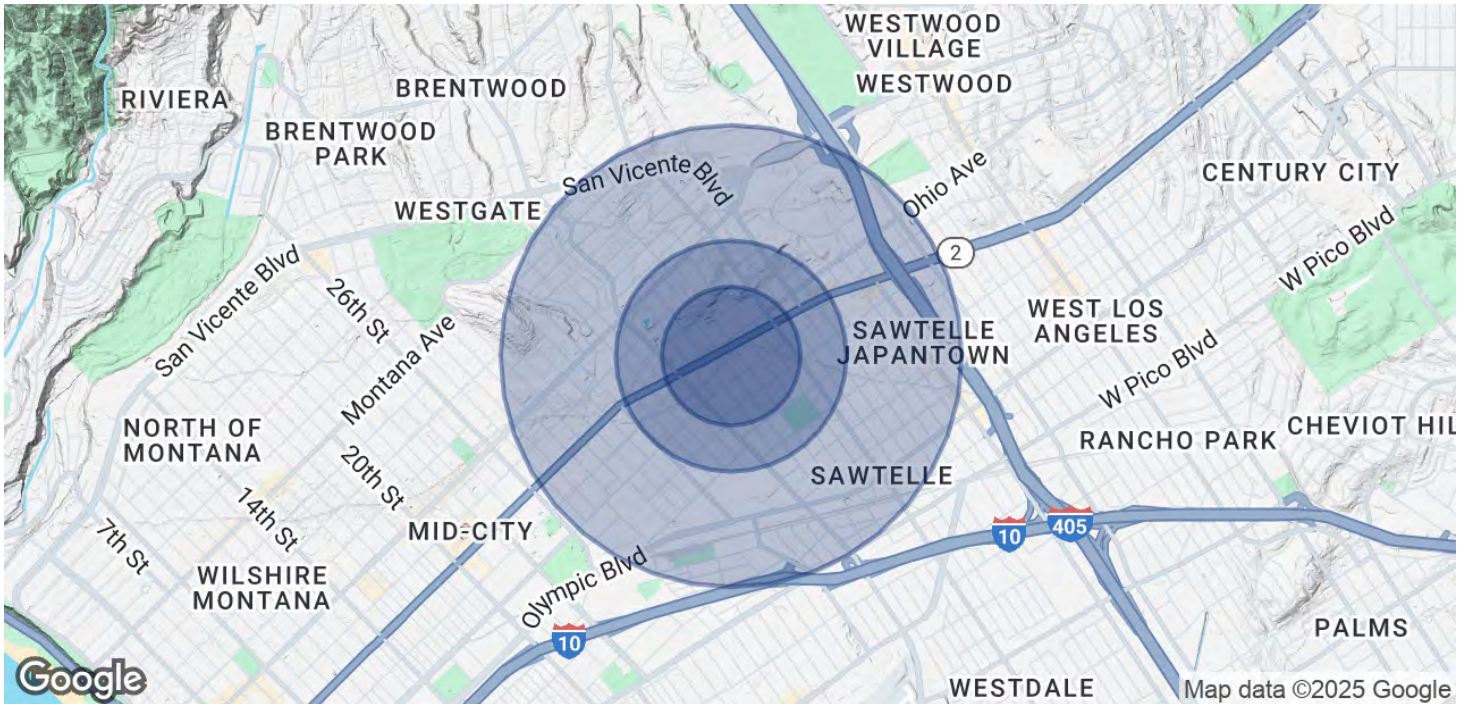 WESTWOOD
VILLAGE
WESTWOOD
BRENTWOOD
RIVIERA
BRENTWOOD
PARK
San Vicente Blvd
Ohio Ave
CENTURY CITY
WESTGATE
W Pico Blvd
2
San Vicente Blvd
26th St
Montana Ave
SAWTELLE
JAPANTOWN
WEST LOS
ANGELES
W Pico Blvd
NORTH OF
MONTANA
20th St
RANCHO PARK
CHEVIOT HIL
SAWTELLE
14th St
7th St
MID-CITY
10
405
WILSHIRE
MONTANA
Olympic Blvd
10
PALMS
Google
WESTDALE
Map data ©2025 Google